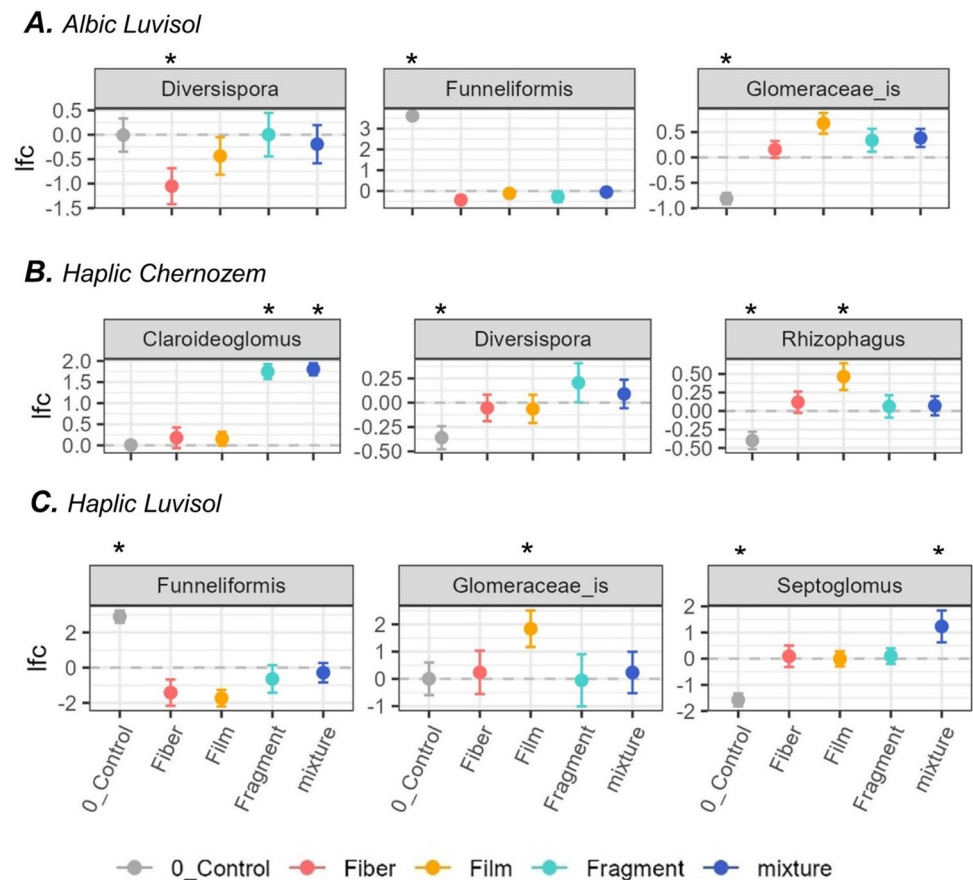 A. Albic Luvisol
* * *
Diversispora Funneliformis Glomeraceae_is
lfc
0.5
0.0
-0.5
-1.0
-1.5
3
2
1
0
0.5
0.0
-0.5
-1.0
B. Haplic Chernozem
* * * * *
Claroideoglomus Diversispora Rhizophagus
lfc
2.0
1.5
1.0
0.5
0.0
0.25
0.00
-0.25
-0.50
0.50
0.25
0.00
-0.25
-0.50
C. Haplic Luvisol
* * * *
Funneliformis Glomeraceae_is Septoglomus
lfc
2
0
-2
2
1
0
-1
2
1
0
-1
-2
0_Control Fiber Film Fragment mixture
0_Control Fiber Film Fragment mixture
0_Control Fiber Film Fragment mixture
0_Control Fiber Film Fragment mixture